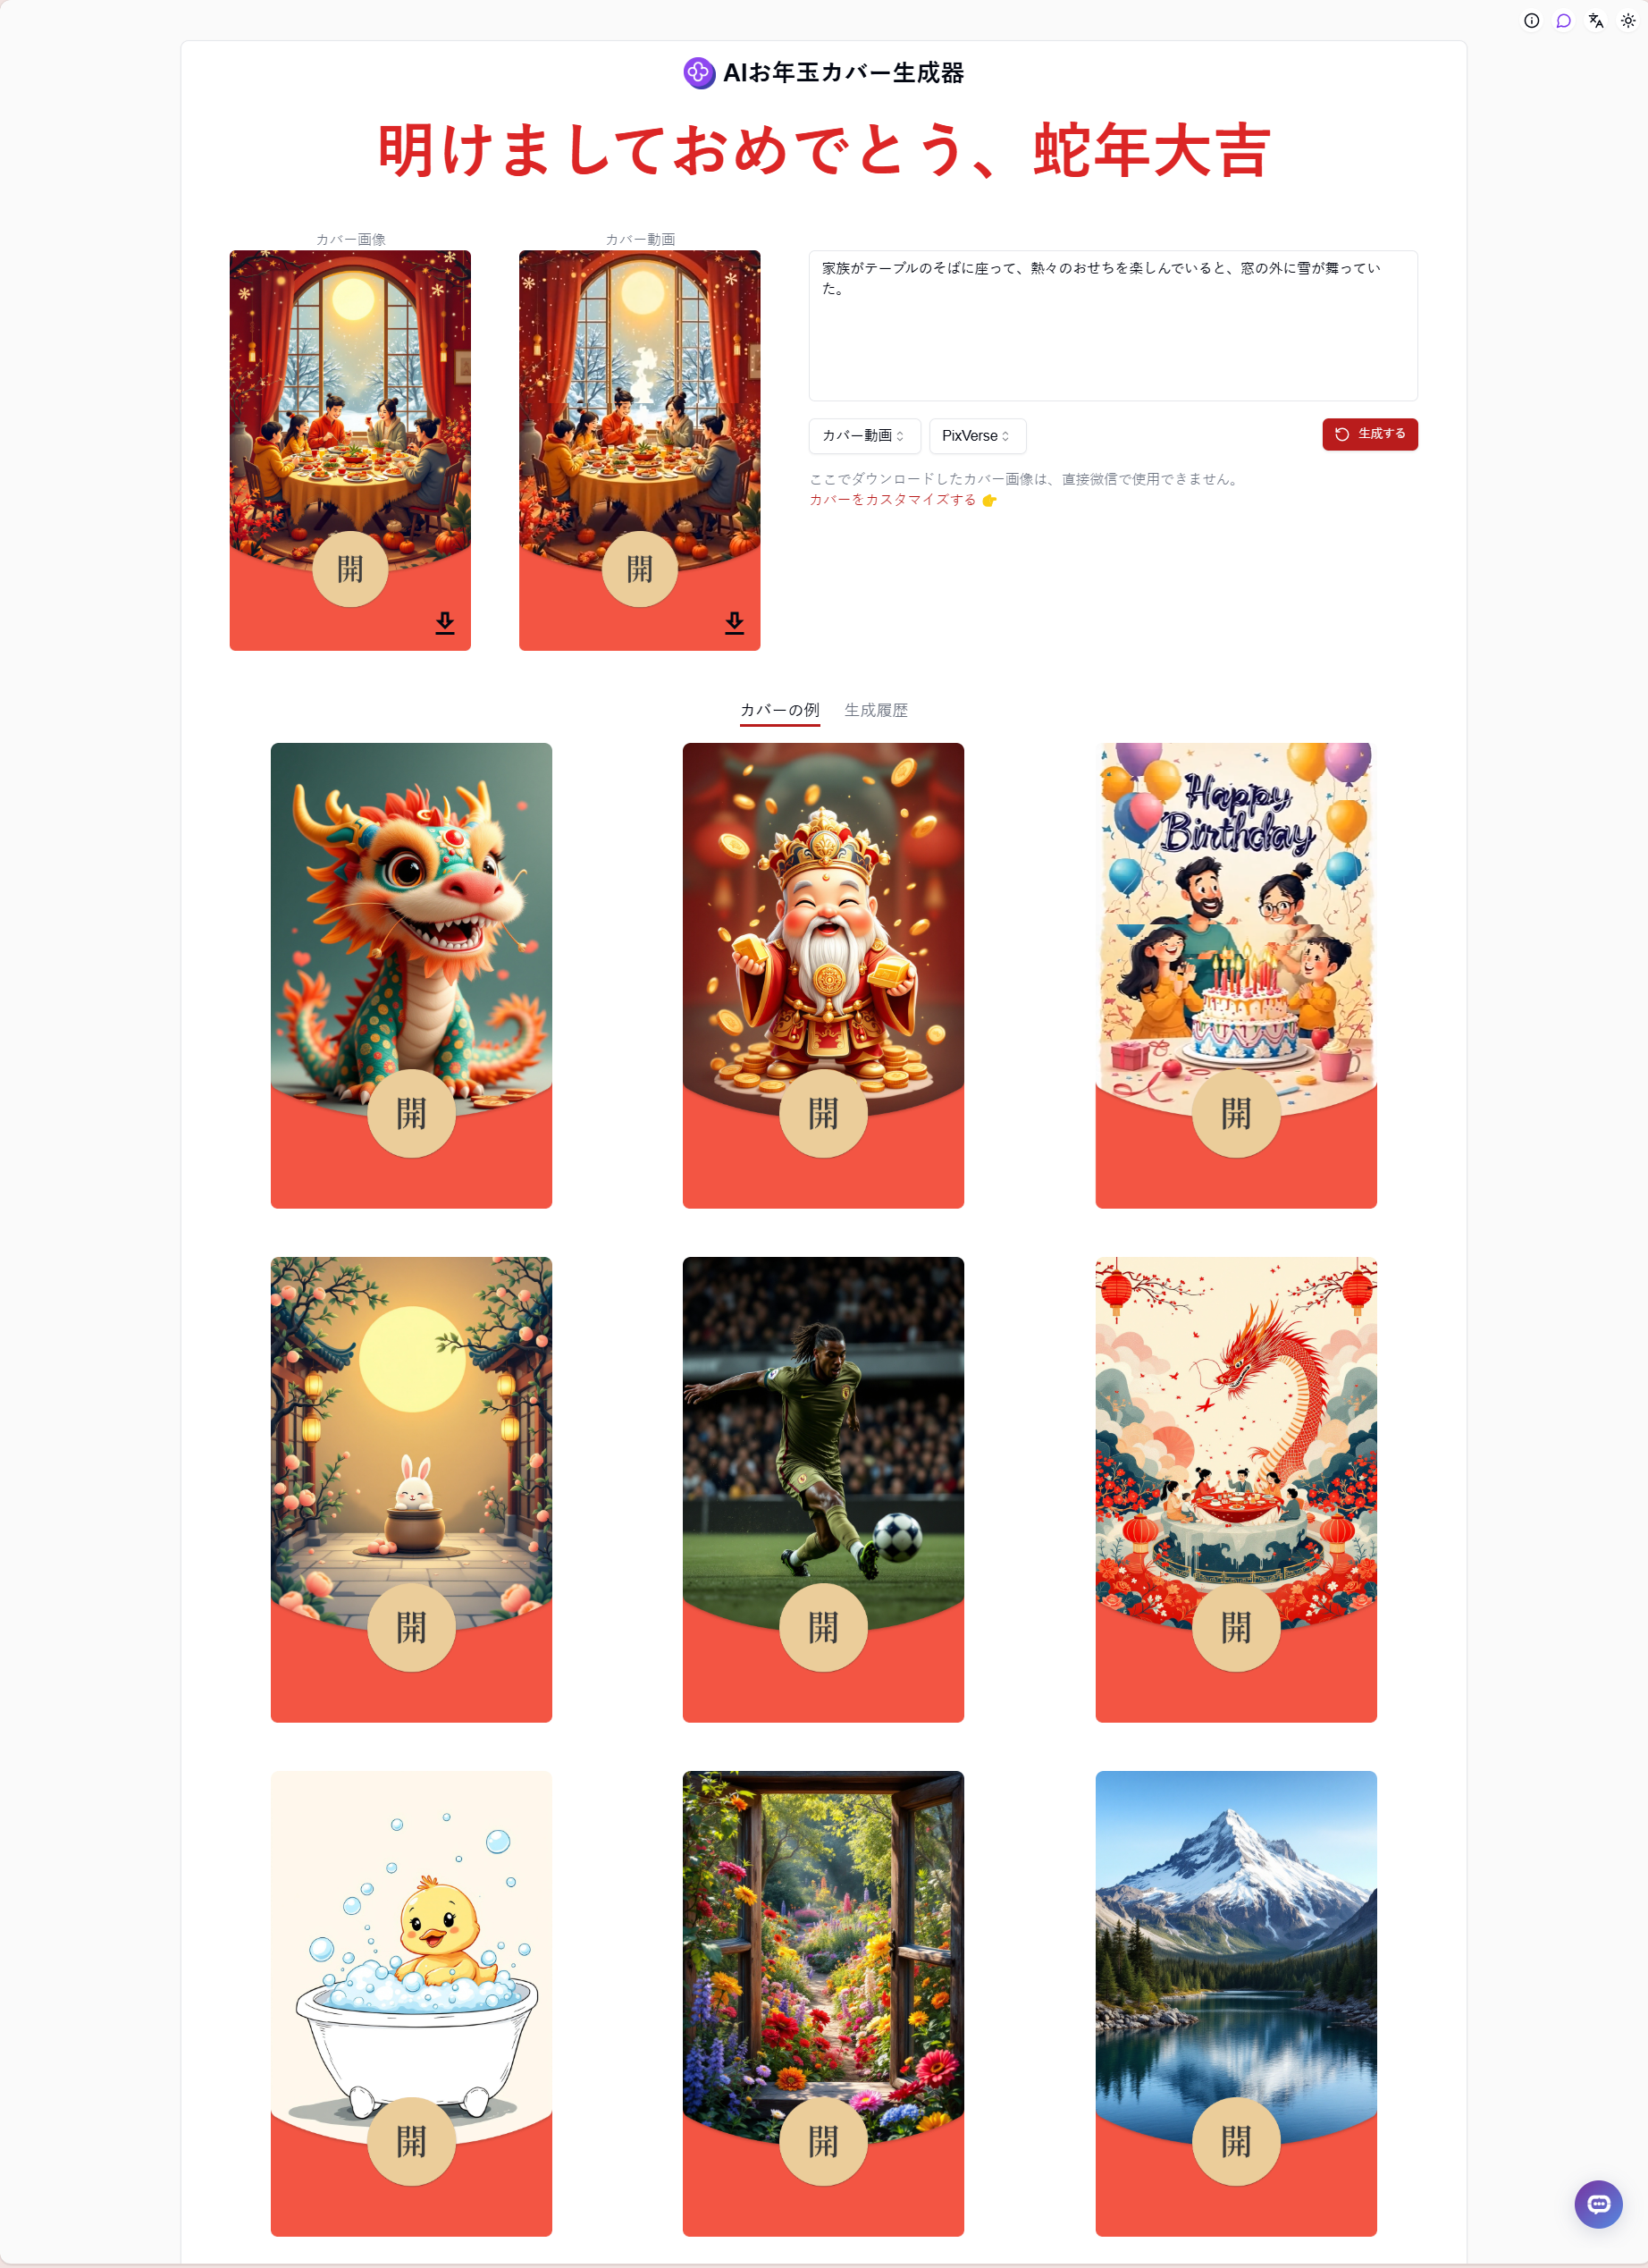 AIお年玉カバー生成器
明けましておめでとう、蛇年大吉
カバー画像
カバー動画
家族がテーブルのそばに座って、熱々のおせちを楽しんでいると、窓の外に雪が舞ってい
た。
カバー動画
PixVerse
生成する
ここでダウンロードしたカバー画像は、直接微信で使用できません。
カバーをカスタマイズする 👉
開
開
カバーの例
生成履歴
Happy
Birthday
開
開
開
開
開
開
開
開
開